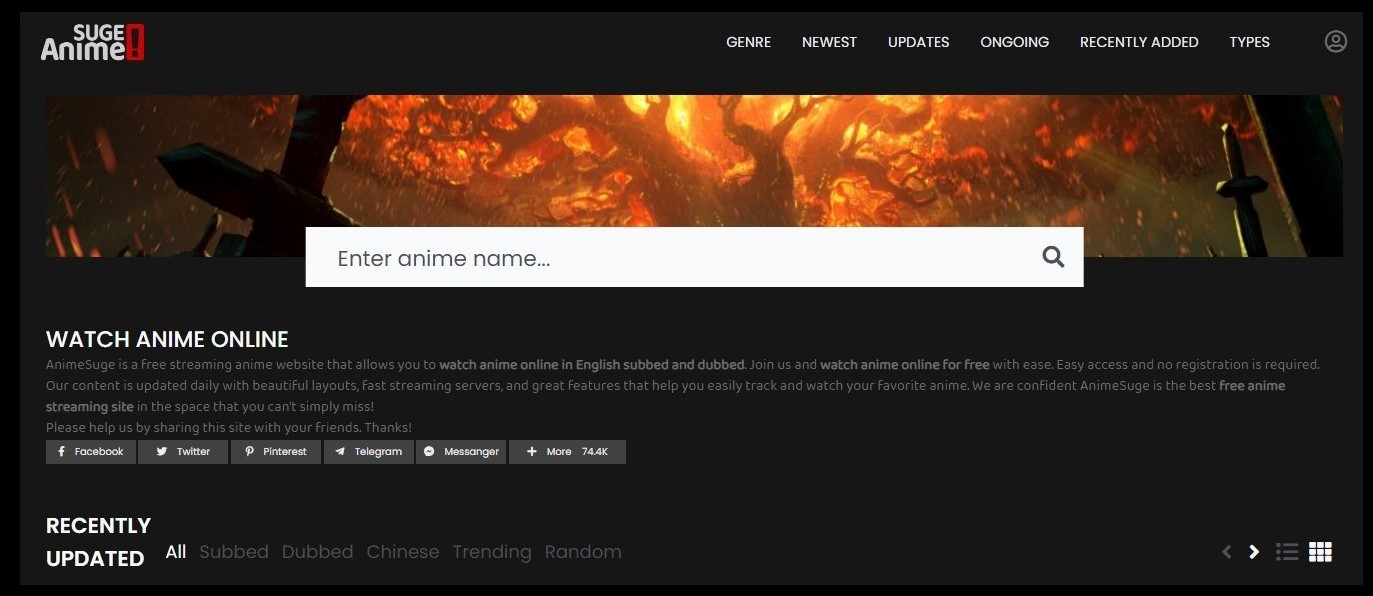 SUGE
Anime!
GENRE NEWEST UPDATES ONGOING RECENTLY ADDED TYPES
Enter anime name...
WATCH ANIME ONLINE
AnimeSuge is a free streaming anime website that allows you to watch anime online in English subbed and dubbed. Join us and watch anime online for free with ease. Easy access and no registration is required.
Our content is updated daily with beautiful layouts, fast streaming servers, and great features that help you easily track and watch your favorite anime. We are confident AnimeSuge is the best free anime
streaming site in the space that you can't simply miss!
Please help us by sharing this site with your friends. Thanks!
Facebook Twitter Pinterest Telegram Messanger More 74.4K
RECENTLY
UPDATED All Subbed Dubbed Chinese Trending Random